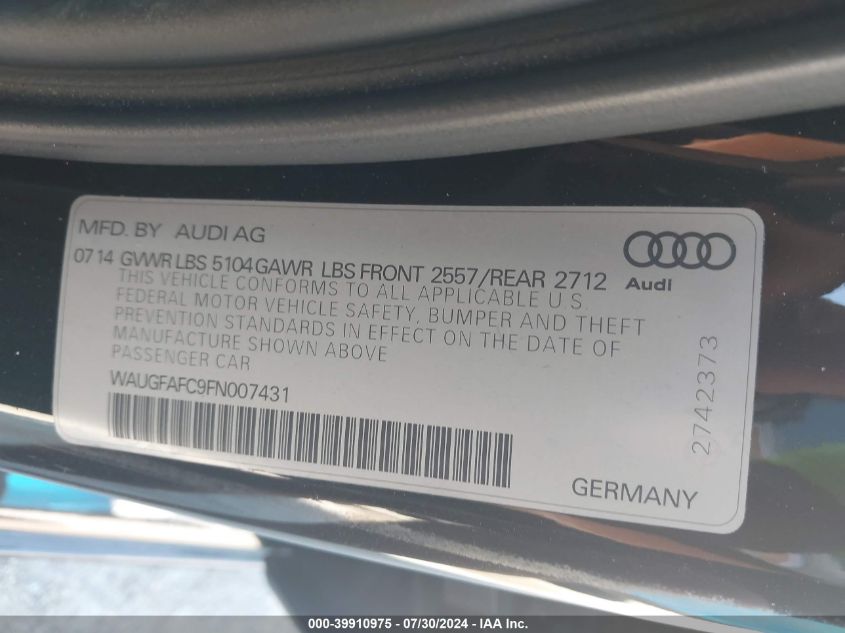 MFD. BY AUDI AG
07 14 GVWR LBS 5104 GAWR LBS FRONT 2557/REAR 2712
THIS VEHICLE CONFORMS TO ALL APPLICABLE U.S.
FEDERAL MOTOR VEHICLE SAFETY, BUMPER AND THEFT
PREVENTION STANDARDS IN EFFECT ON THE DATE OF
MANUFACTURE SHOWN ABOVE
PASSENGER CAR
WAUGFAFC9FN007431
Audi
2742373
GERMANY
000-39910975 - 07/30/2024 - IAA Inc.